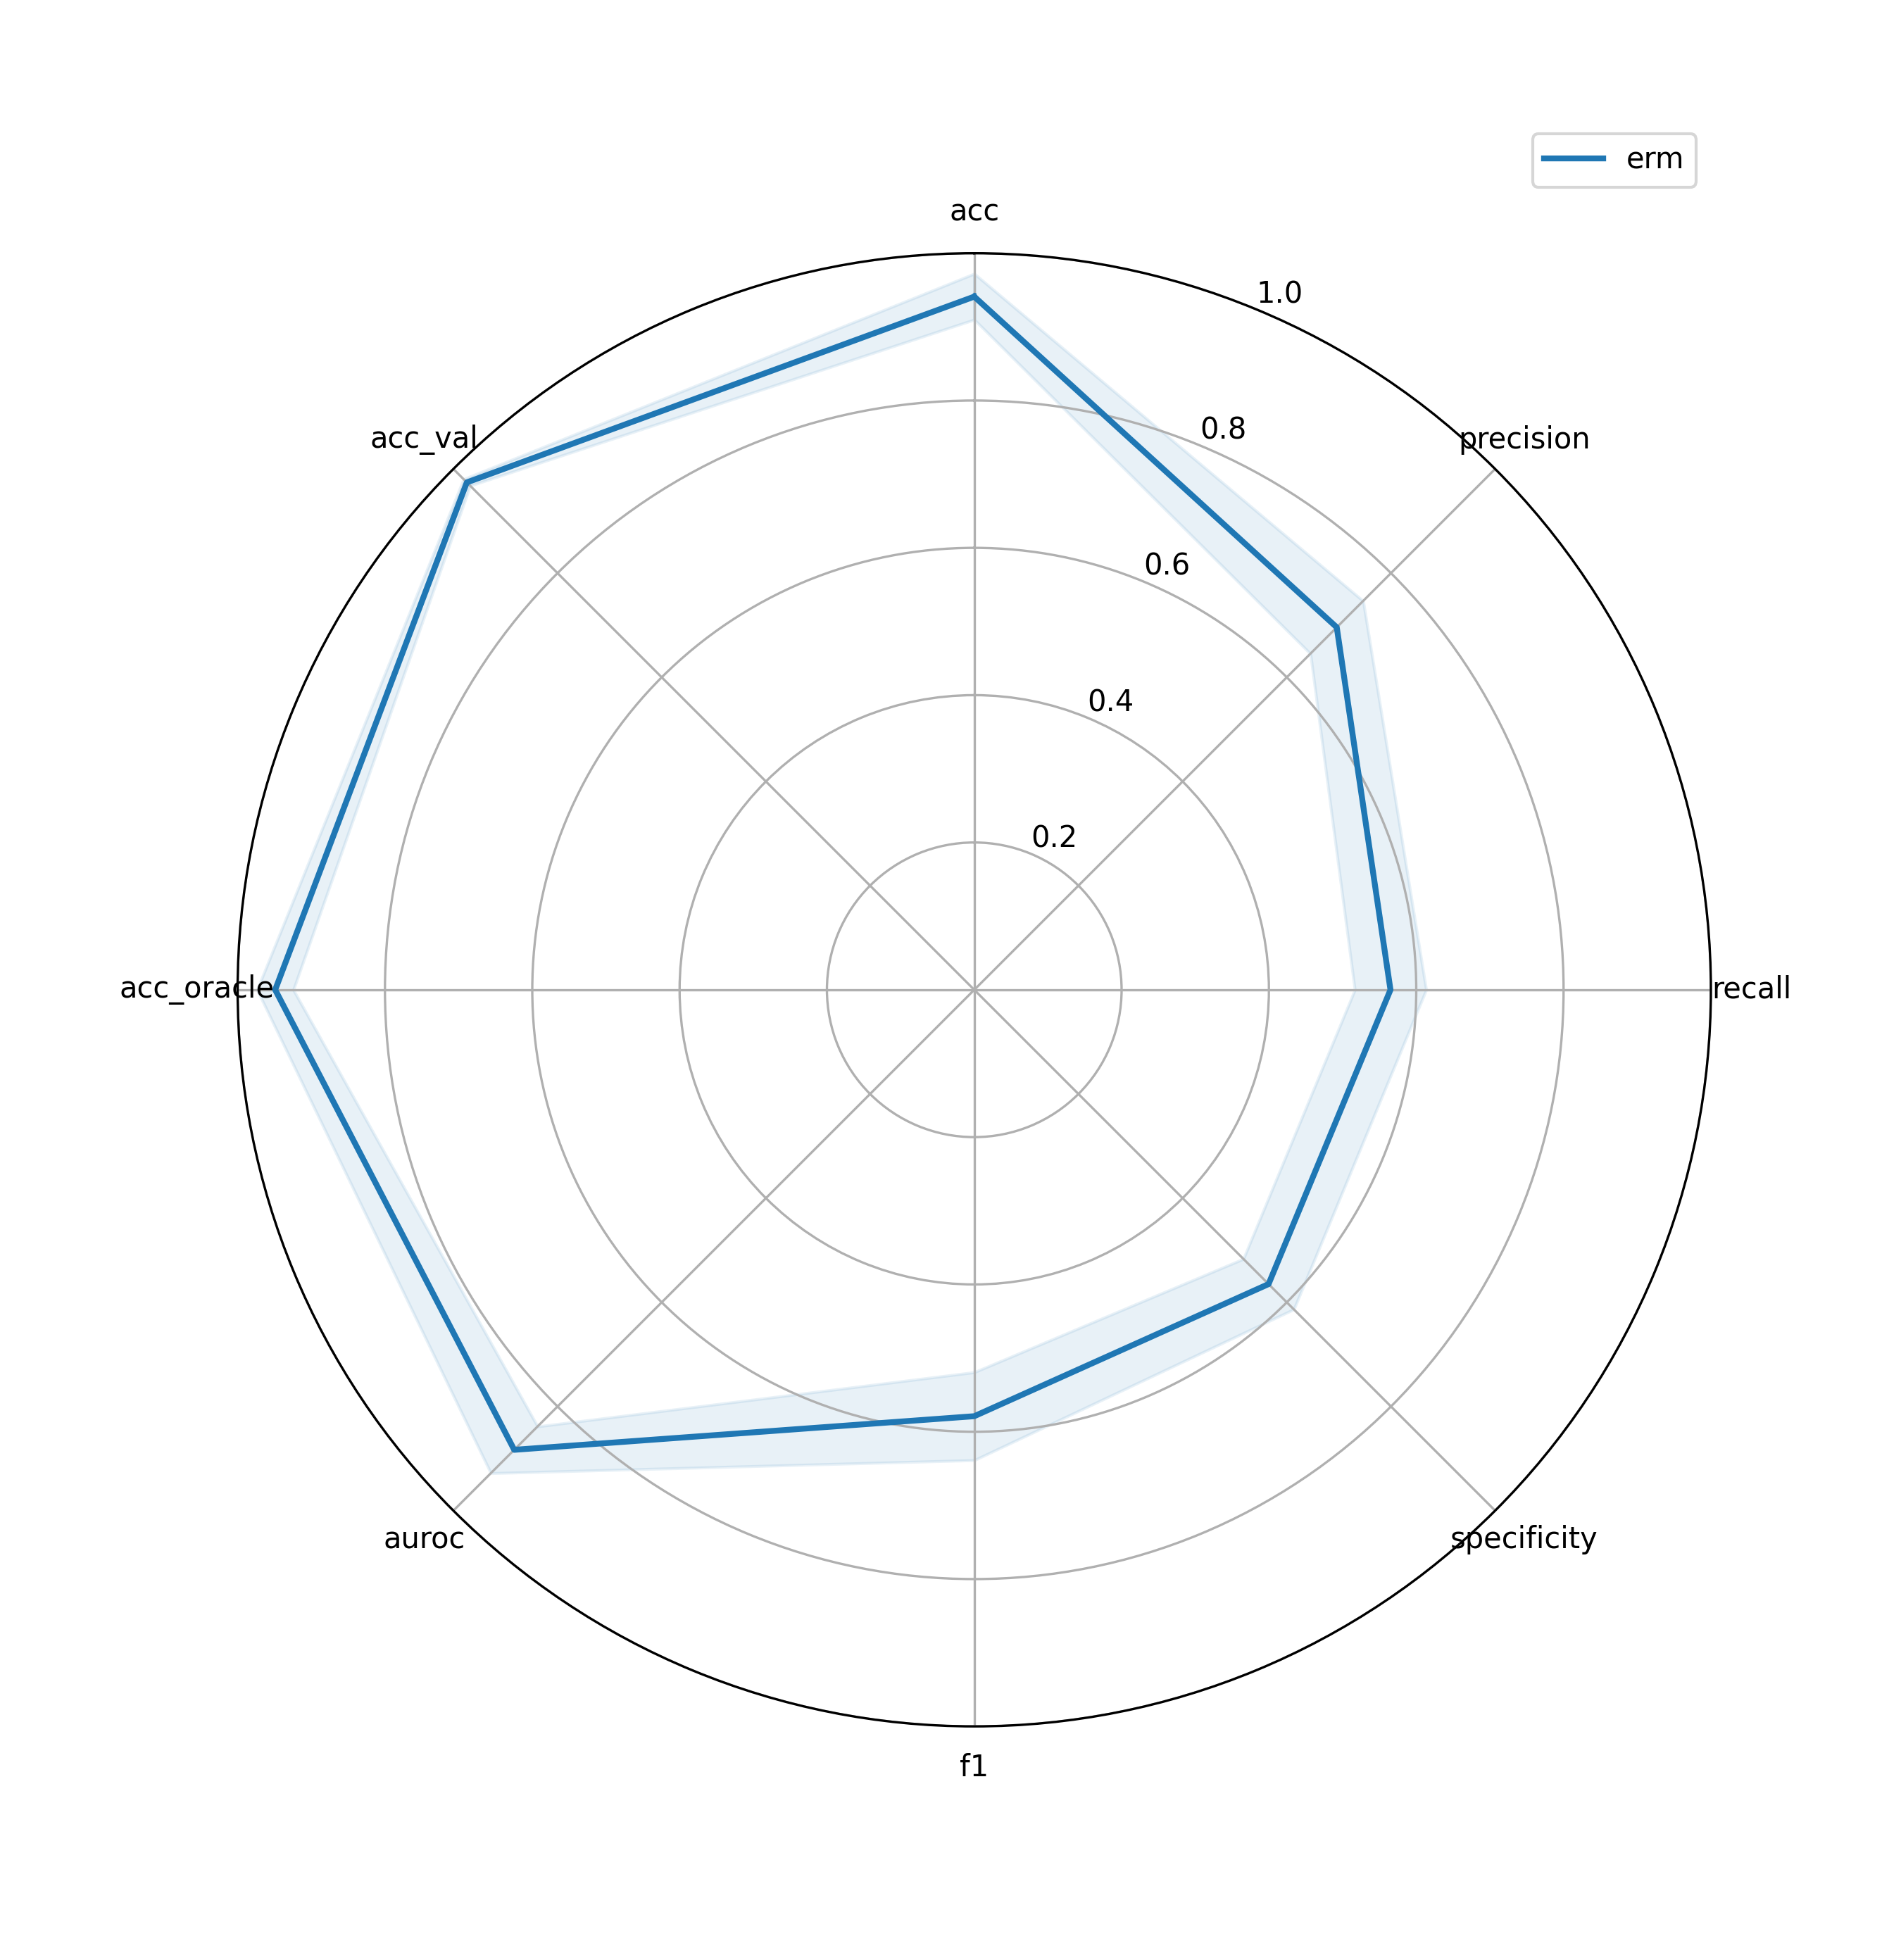 erm
acc
1.0
0.8
acc_val
precision
0.6
0.4
0.2
acc_oracle
recall
auroc
specificity
f1